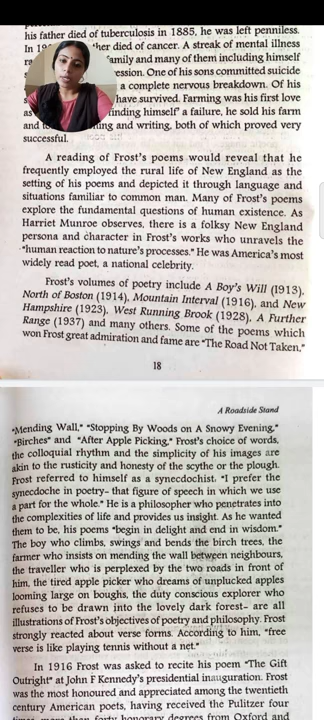 his father died of tuberculosis in 1885, he was left penniless.
In 19 ther died of cancer. A streak of mental illness
family and many of them including himself
ression. One of his sons committed suicide
a complete nervous breakdown. Of his
have survived. Farming was his first love
as finding himself" a failure, he sold his farm
and ning and writing, both of which proved very
successful.
A reading of Frost's poems would reveal that he
frequently employed the rural life of New England as the
setting of his poems and depicted it through language and
situations familiar to common man. Many of Frost's poems
explore the fundamental questions of human existence. As
Harriet Munroe observes, there is a folksy New England
persona and character in Frost's works who unravels the
"human reaction to nature's processes." He was America's most
widely read poet, a national celebrity.
Frost's volumes of poetry include A Boy's Will (1913),
North of Boston (1914), Mountain Interval (1916), and New
Hampshire (1923), West Running Brook (1928), A Further
Range (1937) and many others. Some of the poems which
won Frost great admiration and fame are "The Road Not Taken,"
18
A Roadside Stand
"Mending Wall," "Stopping By Woods on A Snowy Evening,"
"Birches" and "After Apple Picking," Frost's choice of words,
the colloquial rhythm and the simplicity of his images are
akin to the rusticity and honesty of the scythe or the plough.
Frost referred to himself as a synecdochist. "I prefer the
synecdoche in poetry– that figure of speech in which we use
a part for the whole." He is a philosopher who penetrates into
the complexities of life and provides us insight. As he wanted
them to be, his poems "begin in delight and end in wisdom."
The boy who climbs, swings and bends the birch trees, the
farmer who insists on mending the wall between neighbours,
the traveller who is perplexed by the two roads in front of
him, the tired apple picker who dreams of unplucked apples
looming large on boughs, the duty conscious explorer who
refuses to be drawn into the lovely dark forest– are all
illustrations of Frost's objectives of poetry and philosophy. Frost
strongly reacted about verse forms. According to him, "free
verse is like playing tennis without a net."
In 1916 Frost was asked to recite his poem "The Gift
Outright" at John F Kennedy's presidential inauguration. Frost
was the most honoured and appreciated among the twentieth
century American poets, having received the Pulitzer four
times, more than forty honorary degrees from Oxford and